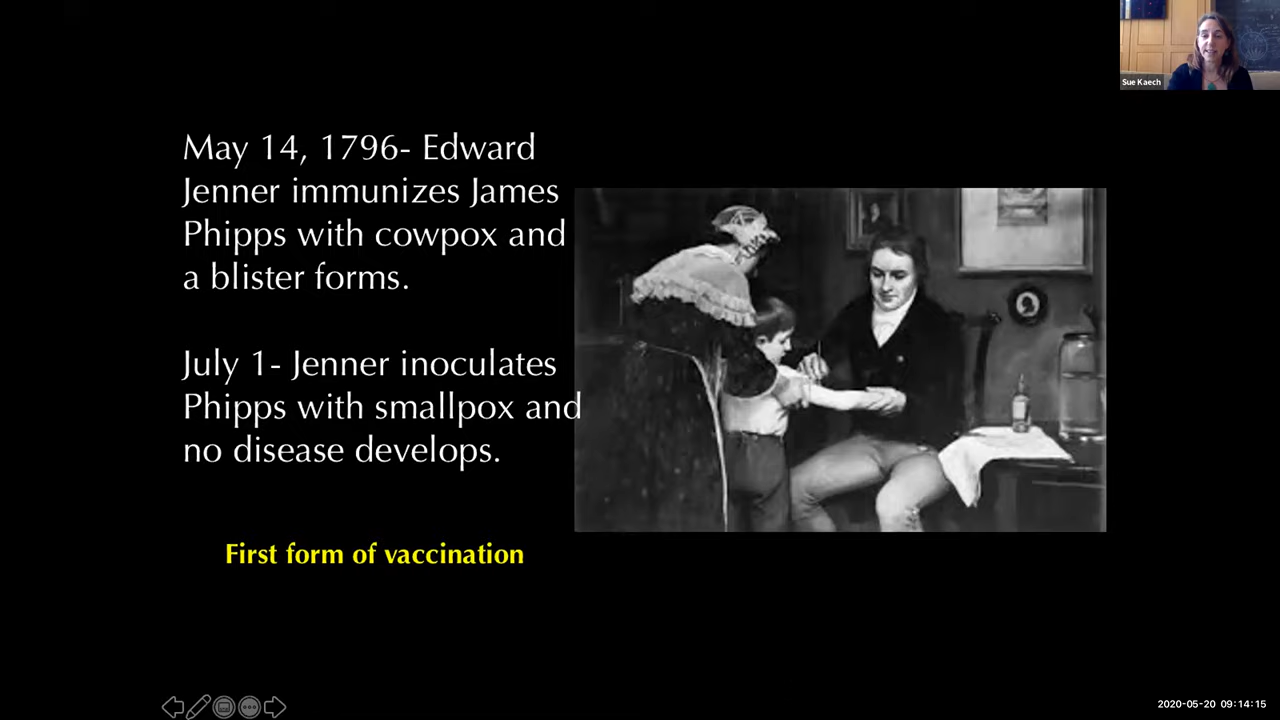 Sue Kaech
May 14, 1796- Edward
Jenner immunizes James
Phipps with cowpox and
a blister forms.
July 1- Jenner inoculates
Phipps with smallpox and
no disease develops.
First form of vaccination
2020-05-20 09:14:15